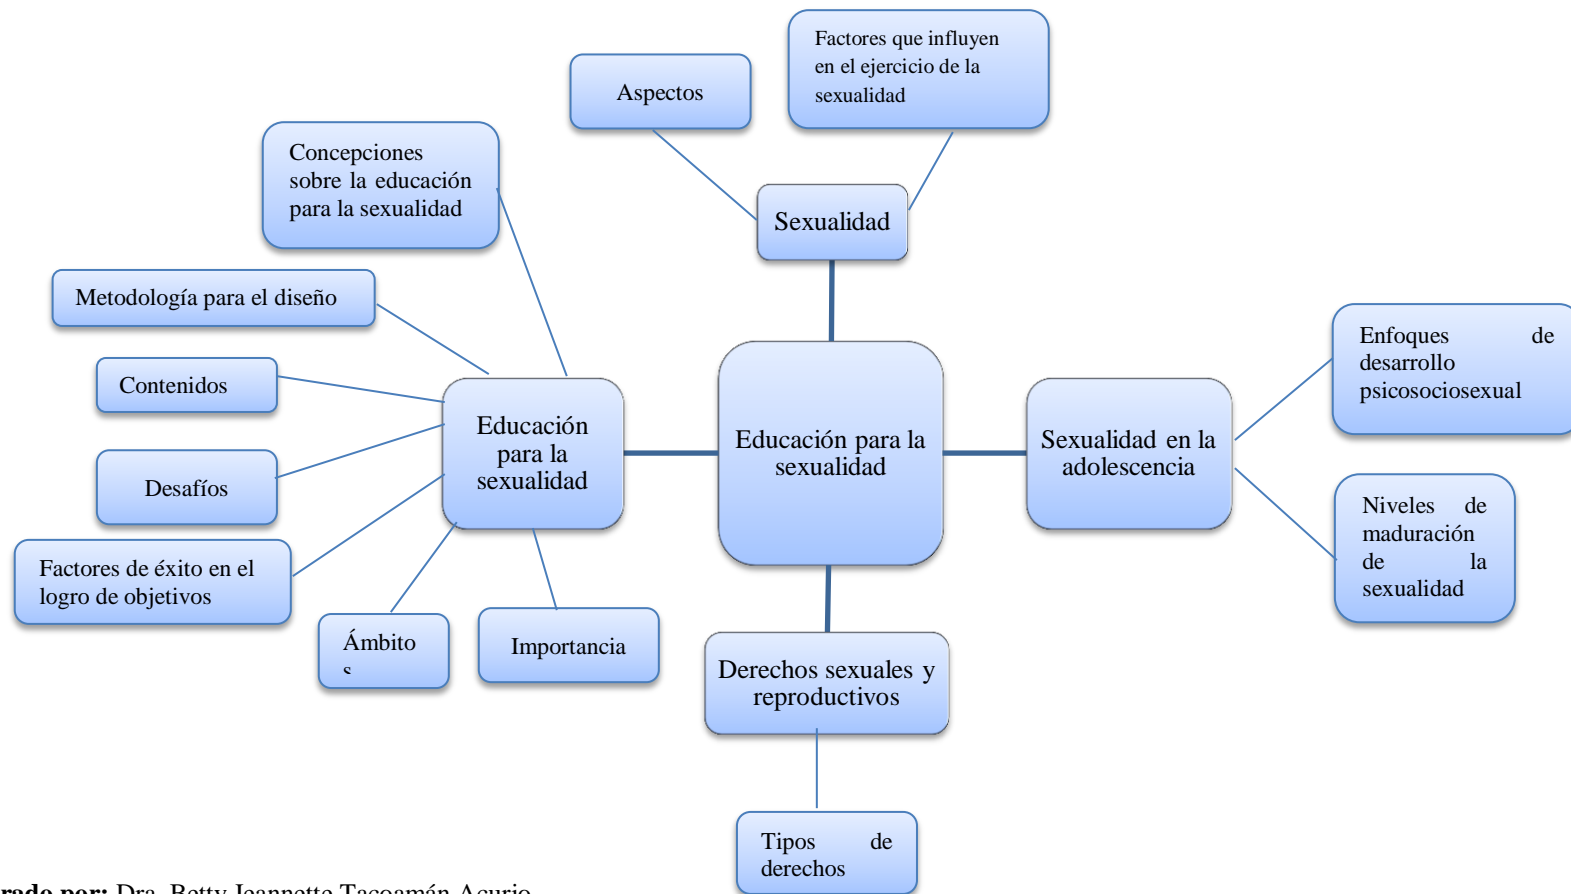 Factores que influyen
en el ejercicio de la
sexualidad
Aspectos
Concepciones
sobre la educación
para la sexualidad
Sexualidad
Metodología para el diseño
Contenidos
Desafíos
Factores de éxito en el
logro de objetivos
Ámbito
s
Importancia
Educación
para la
sexualidad
Educación para la
sexualidad
Sexualidad en la
adolescencia
Enfoques de
desarrollo
psicosociosexual
Niveles de
maduración
de la
sexualidad
Derechos sexuales y
reproductivos
Tipos de
derechos
rado por: Dra. Betty Jeannette Tacoamán Acurio